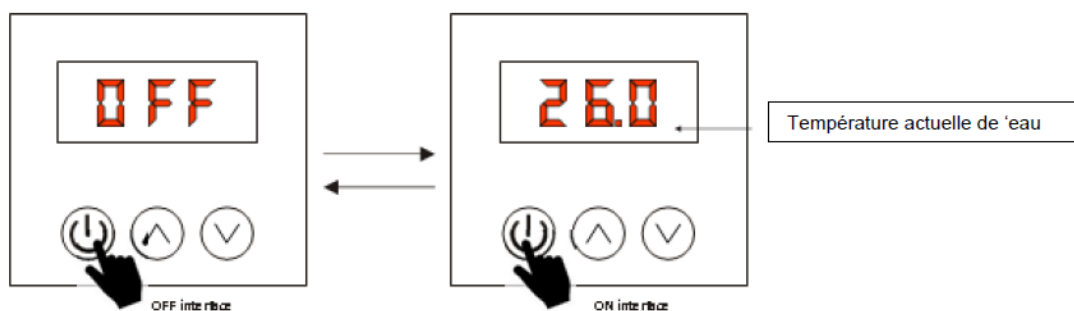 OFF
26.0
Température actuelle de ‘eau
OFF interface
ON interface